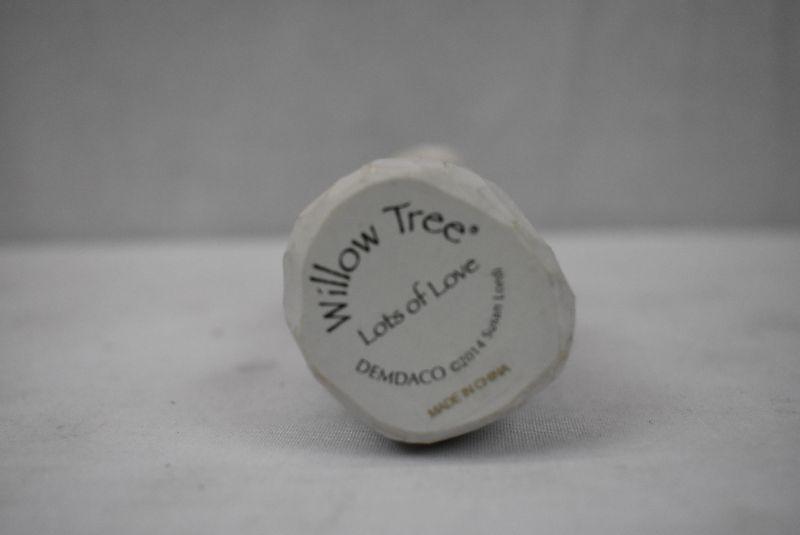 Willow Tree®
Lots of Love
DEMDACO ©2014 Susan Lordi
MADE IN CHINA